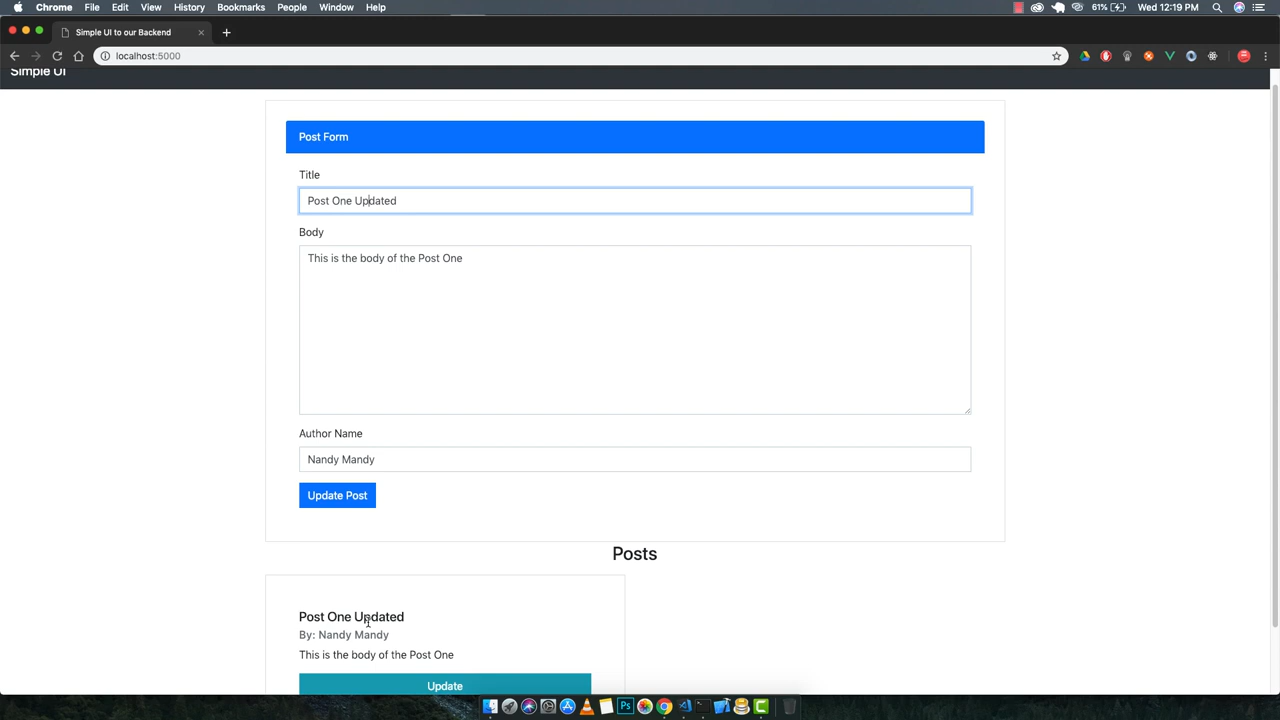 Chrome File Edit View History Bookmarks People Window Help 61% Wed 12:19 PM
Simple UI to our Backend
localhost:5000
Simple UI
Post Form
Title
Post One Updated
Body
This is the body of the Post One
Author Name
Nandy Mandy
Update Post
Posts
Post One Updated
By: Nandy Mandy
This is the body of the Post One
Update
Ps